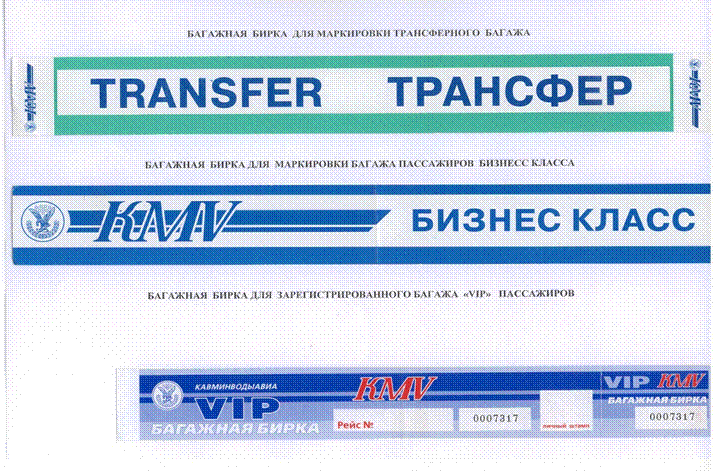 БАГАЖНАЯ БИРКА ДЛЯ МАРКИРОВКИ ТРАНСФЕРНОГО БАГАЖА
KMV TRANSFER ТРАНСФЕР KMV
БАГАЖНАЯ БИРКА ДЛЯ МАРКИРОВКИ БАГАЖА ПАССАЖИРОВ БИЗНЕСС КЛАССА
KMV БИЗНЕС КЛАСС
БАГАЖНАЯ БИРКА ДЛЯ ЗАРЕГИСТРИРОВАННОГО БАГАЖА «VIP» ПАССАЖИРОВ
КАВМИНВОДЫАВИА KMV VIP KMV
VIP БАГАЖНАЯ БИРКА
Рейс № 0007317 0007317
БАГАЖНАЯ БИРКА личный штамп